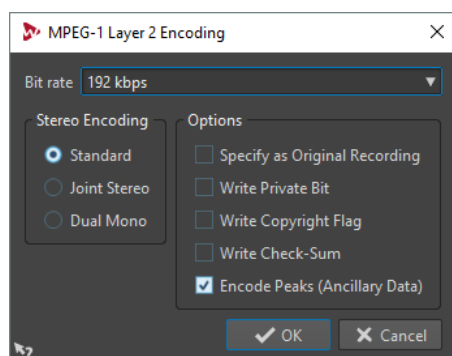 MPEG-1 Layer 2 Encoding
Bit rate 192 kbps
Stereo Encoding
Standard
Joint Stereo
Dual Mono
Options
Specify as Original Recording
Write Private Bit
Write Copyright Flag
Write Check-Sum
Encode Peaks (Ancillary Data)
OK
Cancel
?